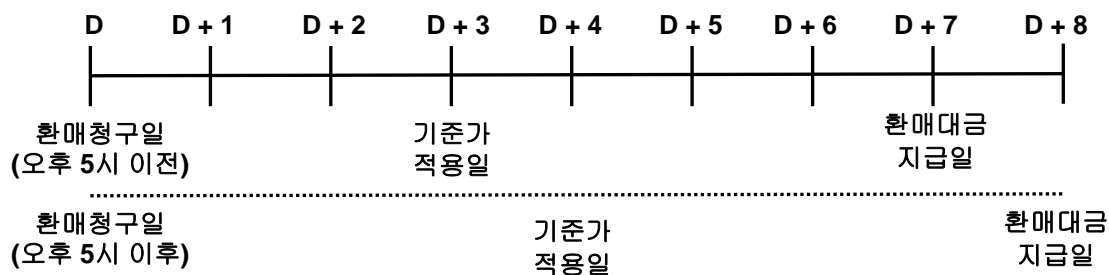 D D + 1 D + 2 D + 3 D + 4 D + 5 D + 6 D + 7 D + 8
환매청구일 기준가 환매대금
(오후 5시 이전) 적용일 지급일
환매청구일 기준가 환매대금
(오후 5시 이후) 적용일 지급일